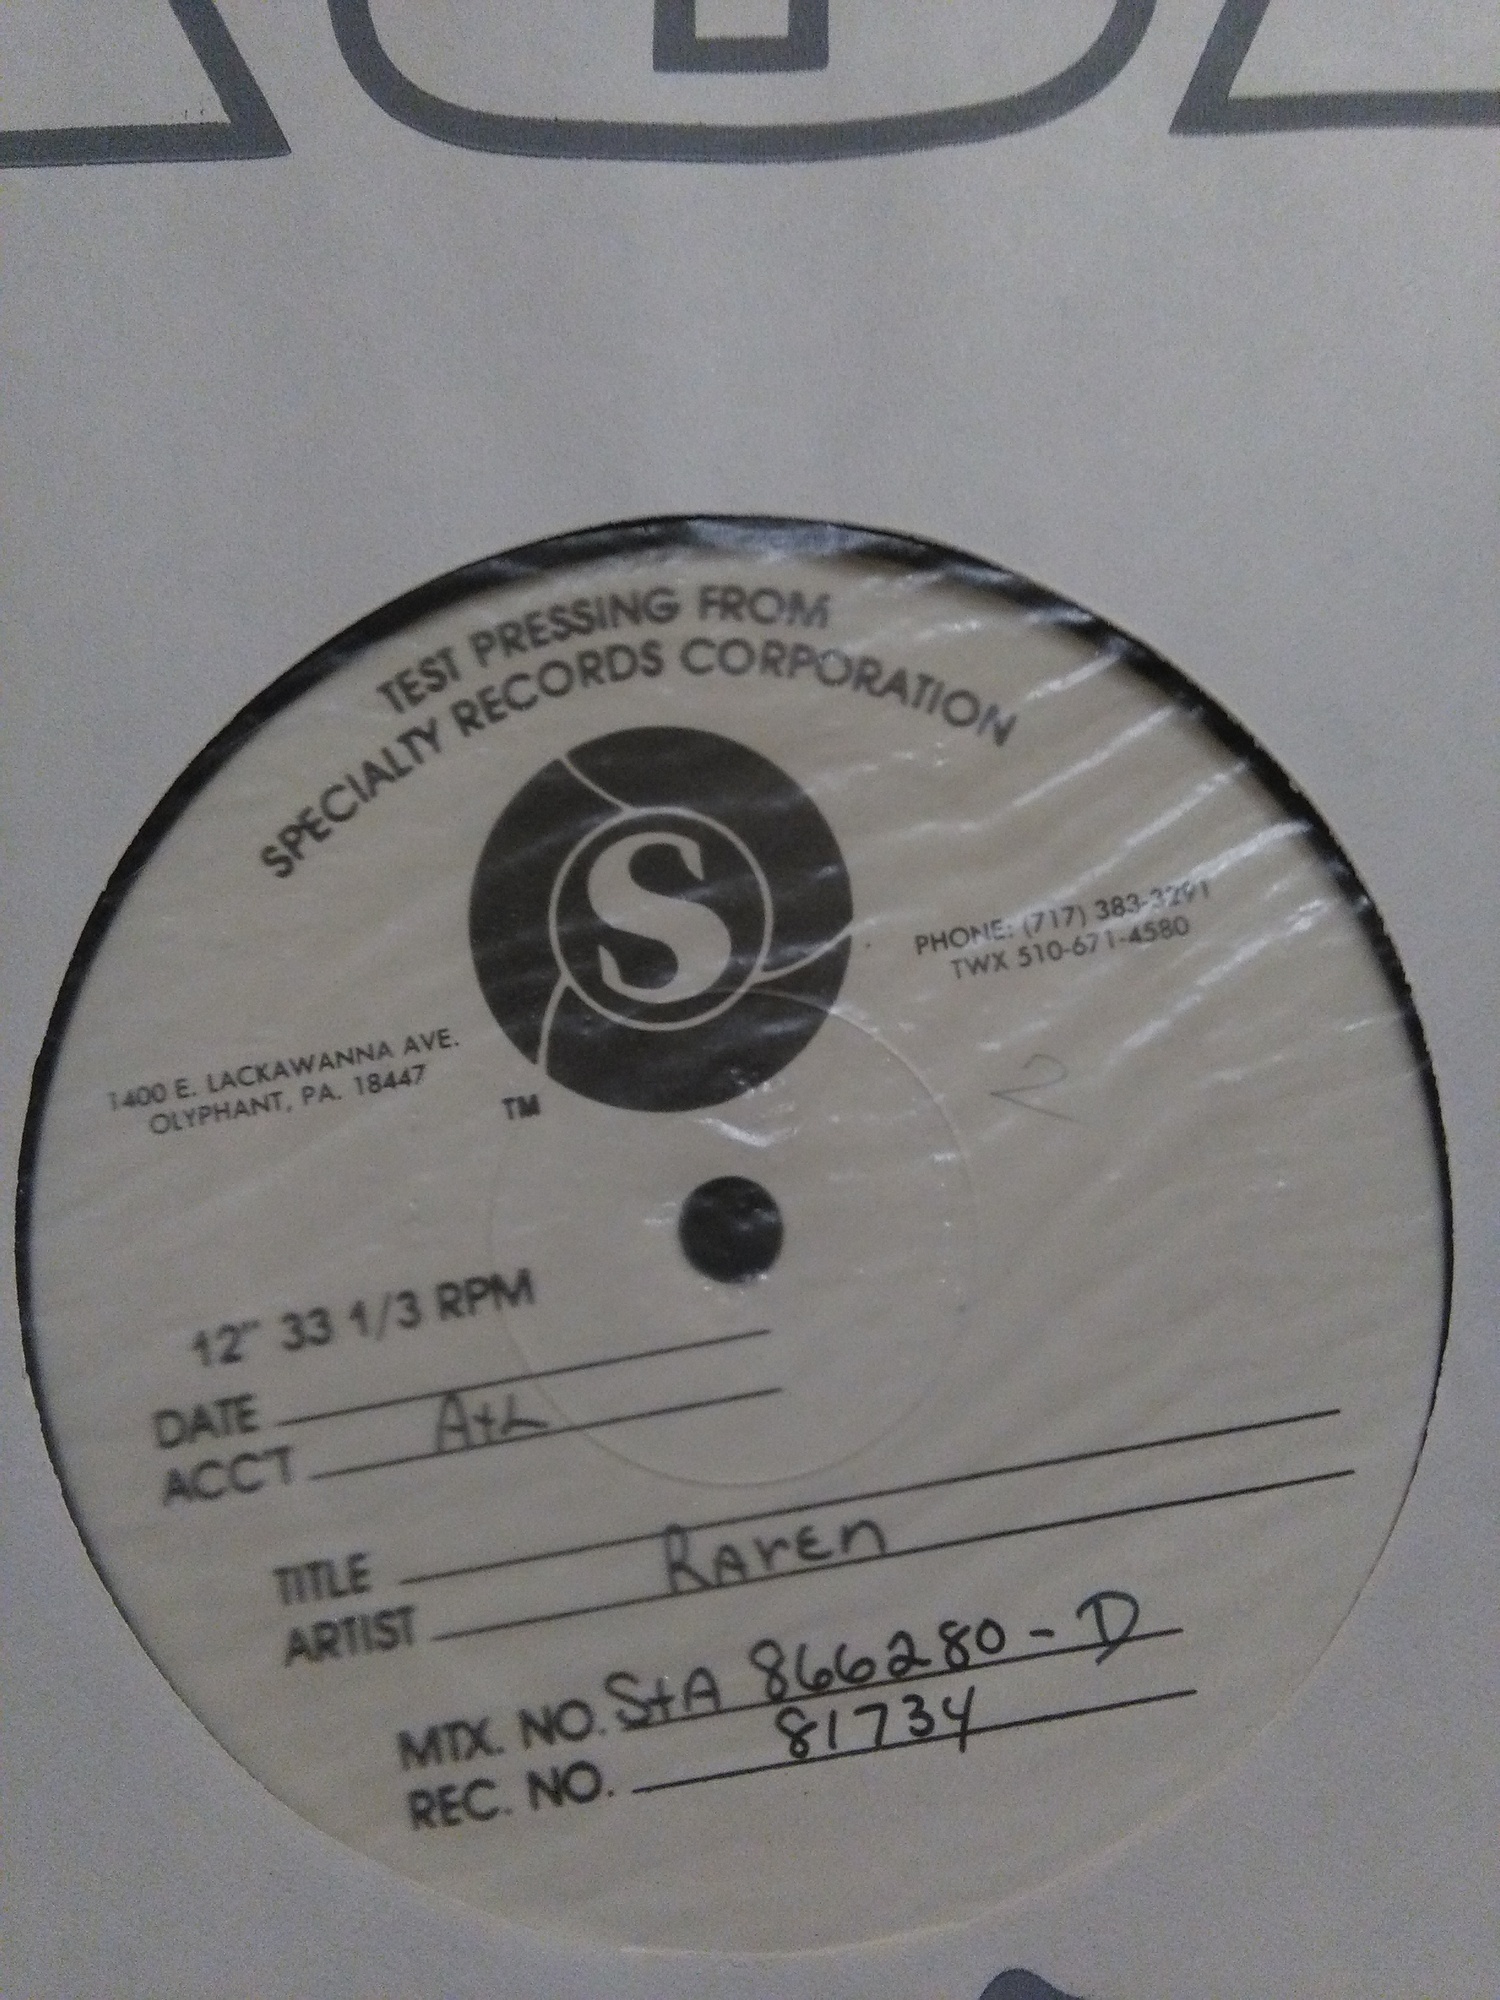 TEST PRESSING FROM
SPECIALTY RECORDS CORPORATION
S
PHONE: (717) 383-3291
TWX 510-671-4580
1400 E. LACKAWANNA AVE.
OLYPHANT, PA. 18447
TM
2
12" 33 1/3 RPM
DATE
ACCT AtL
TITLE
ARTIST Raven
MTX. NO. StA 866280-D
REC. NO. 81734